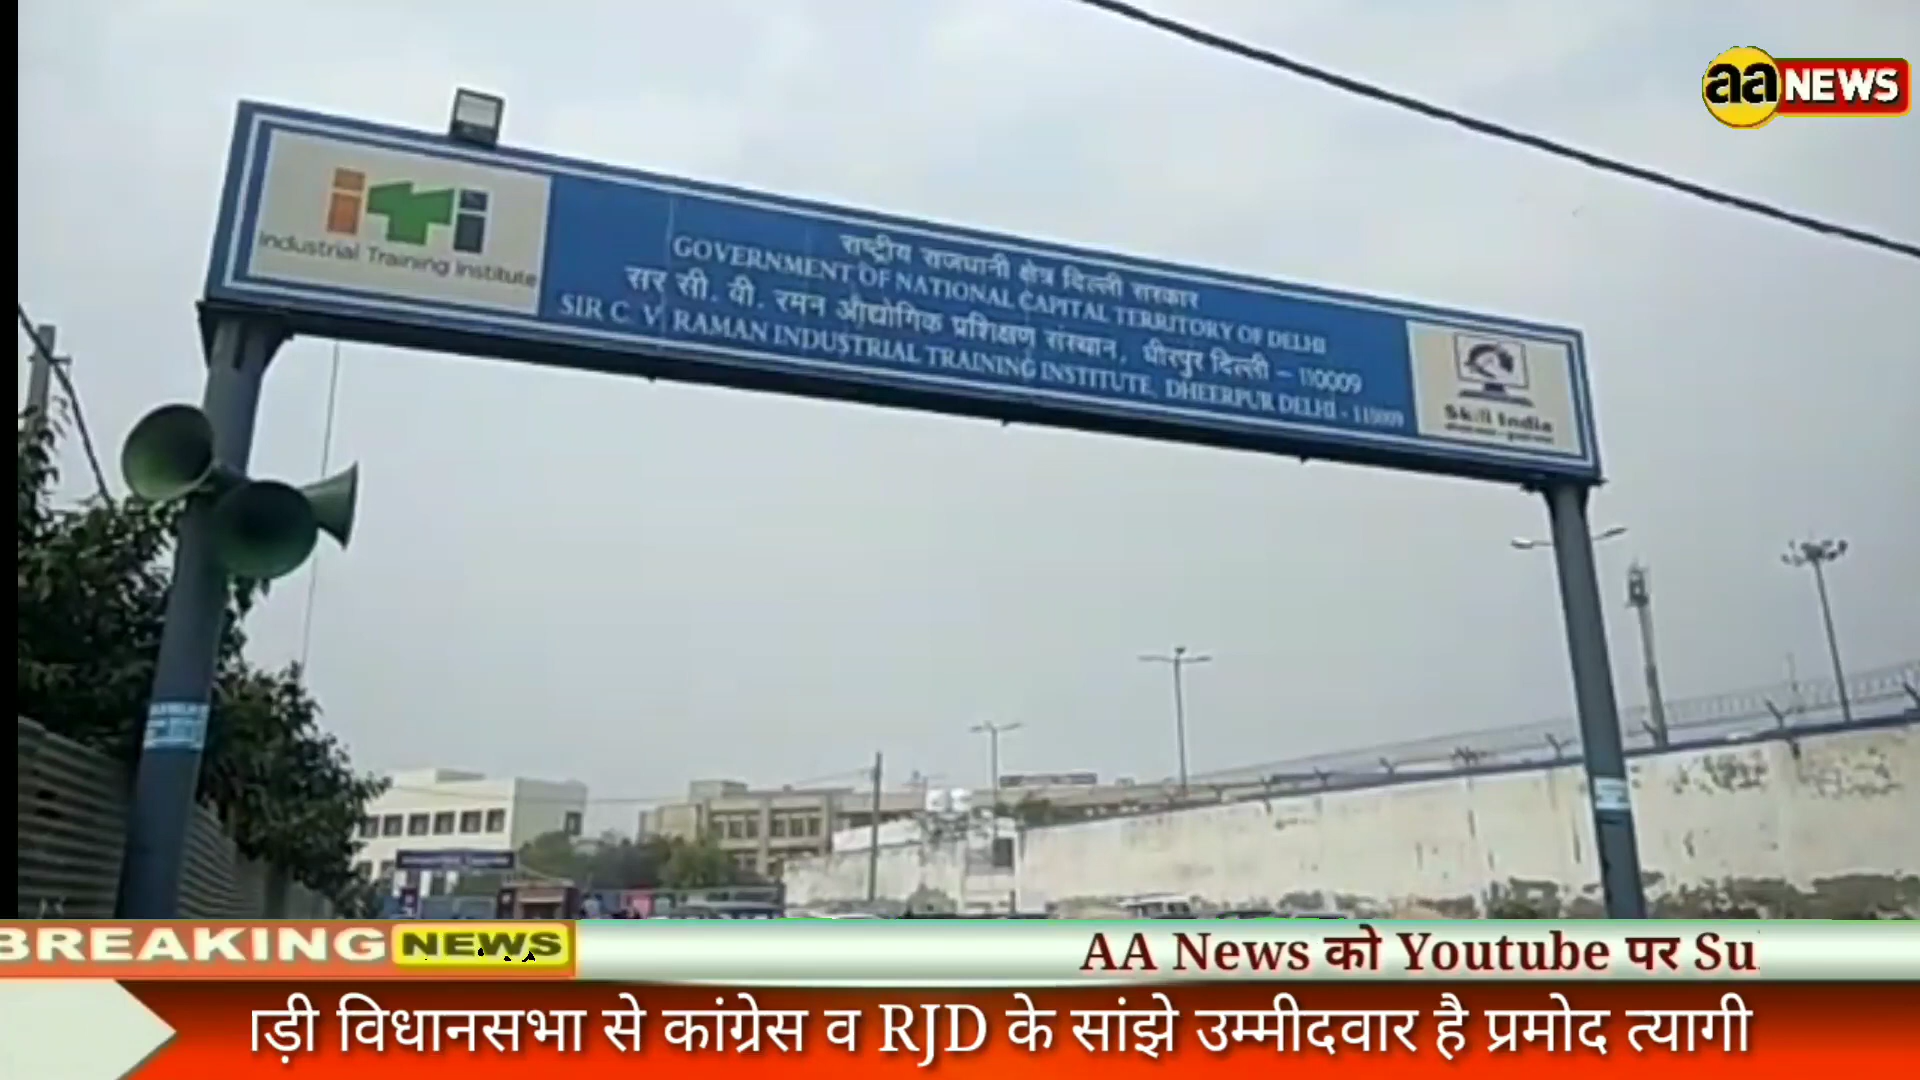 aa NEWS
iti
Industrial Training Institute
राष्ट्रीय राजधानी क्षेत्र दिल्ली सरकार
GOVERNMENT OF NATIONAL CAPITAL TERRITORY OF DELHI
सर सी. वी. रमन औद्योगिक प्रशिक्षण संस्थान, धीरपुर दिल्ली - 110009
SIR C. V. RAMAN INDUSTRIAL TRAINING INSTITUTE, DHEERPUR DELHI - 110009
Skill India
BREAKING NEWS
AA News को Youtube पर Su
ाड़ी विधानसभा से कांग्रेस व RJD के सांझे उम्मीदवार है प्रमोद त्यागी